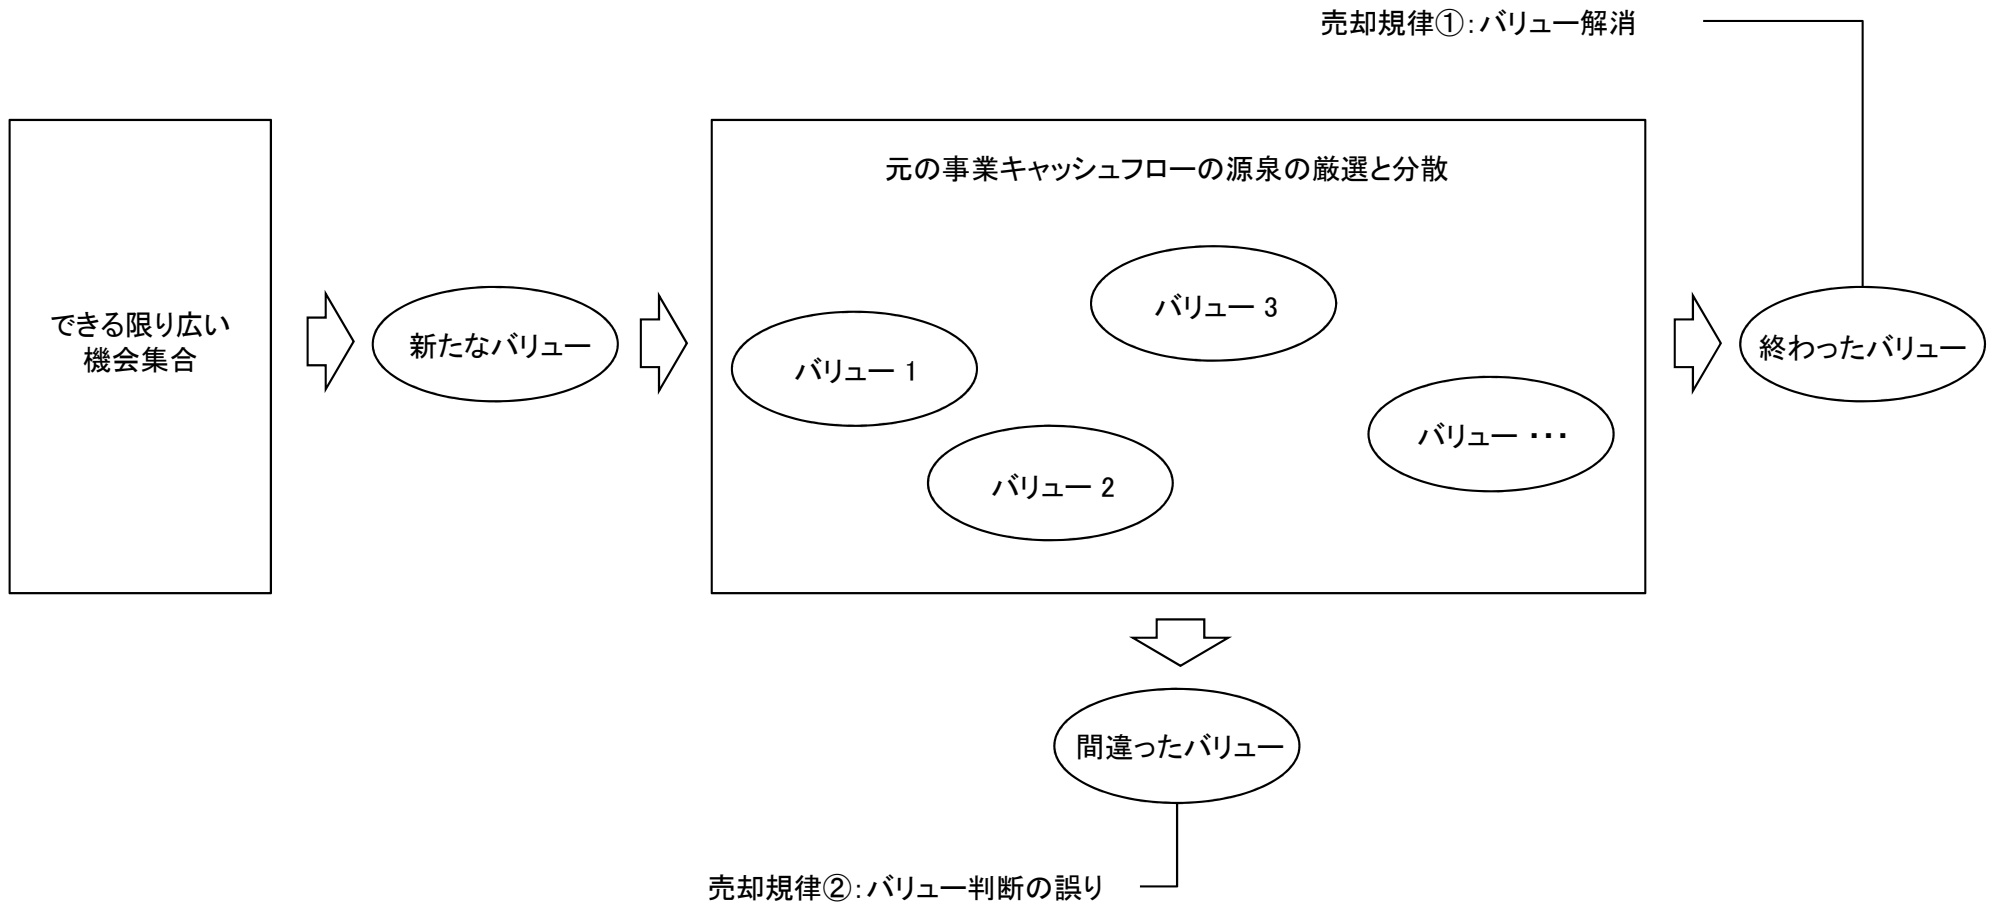 売却規律①：バリュー解消
元の事業キャッシュフローの源泉の厳選と分散
できる限り広い
機会集合
新たなバリュー
バリュー 1
バリュー 2
バリュー 3
バリュー ・・・
終わったバリュー
間違ったバリュー
売却規律②：バリュー判断の誤り